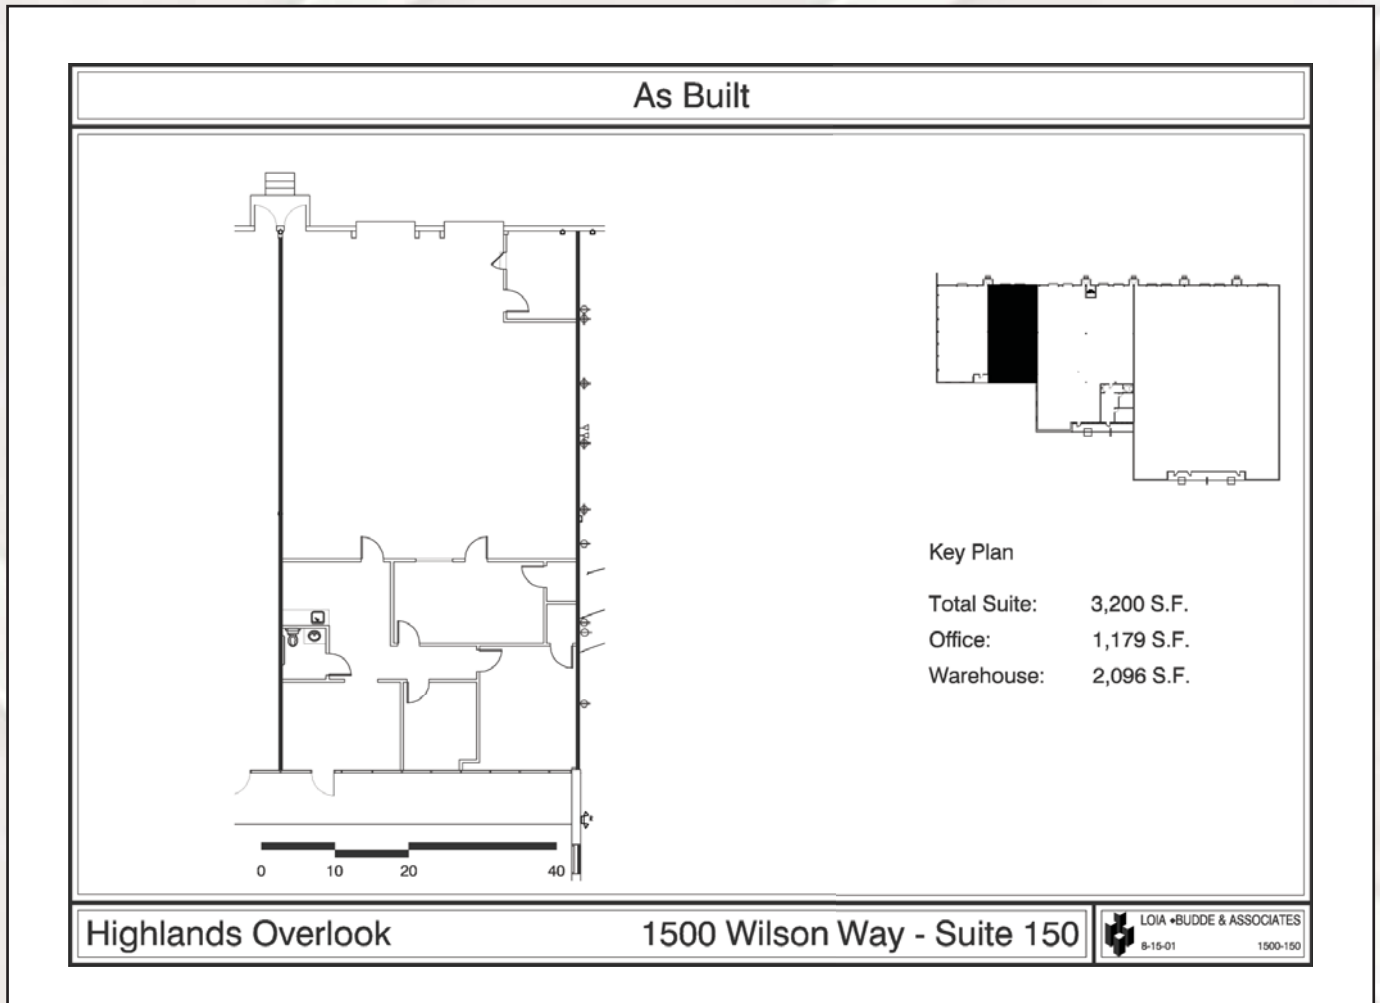 As Built
Key Plan
Total Suite: 3,200 S.F.
Office: 1,179 S.F.
Warehouse: 2,096 S.F.
0 10 20 40
Highlands Overlook
1500 Wilson Way - Suite 150
LOIA •BUDDE & ASSOCIATES
8-15-01 1500-150